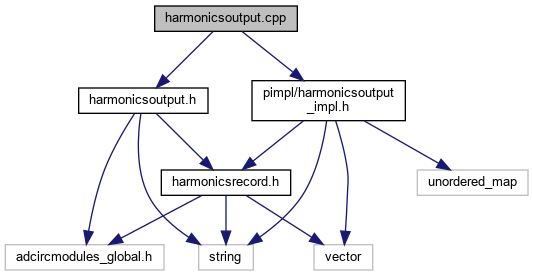 harmonicsoutput.cpp
harmonicsoutput.h
pimpl/harmonicsoutput
_impl.h
harmonicsrecord.h
unordered_map
adcircmodules_global.h
string
vector